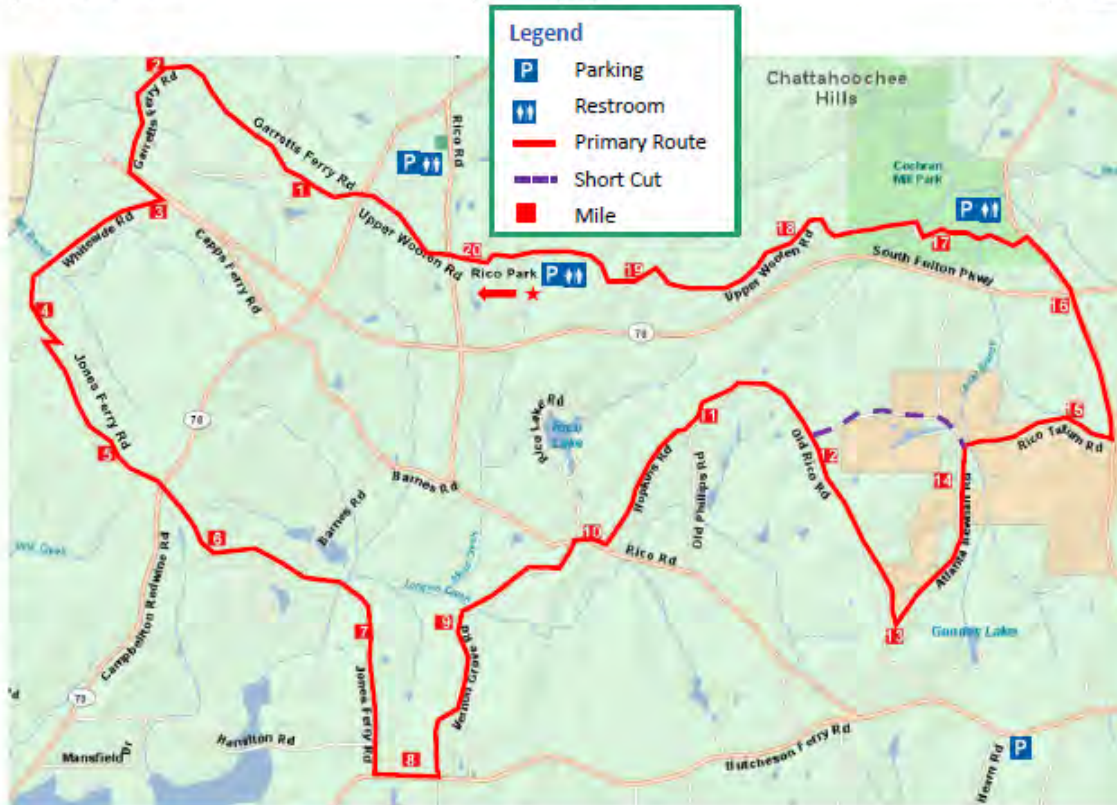 Legend
P Parking
Restroom
Primary Route
Short Cut
Mile
Chattahoochee
Hills
Cochran
Mill Park
2
Garretts Ferry Rd
Garretts Ferry Rd
Rico Rd
P
1
3
Whiteside Rd
Capps Ferry Rd
Upper Wooten Rd
20
Rico Park
P
19
18
Upper Wooten Rd
17
P
South Fulton Pkwy
16
70
4
Jones Ferry Rd
70
5
Rico Lake Rd
Rico
Lake
11
Hopkins Rd
Old Phillips Rd
Old Rico Rd
12
15
Rico Tatum Rd
14
Atlanta Newnan Rd
Barnes Rd
Barnes Rd
10
Rico Rd
6
Campbellton Redwine Rd
7
9
Vernon Grove Rd
13
Jones Ferry Rd
70
Mansfield Dr
Hamilton Rd
8
Hutcheson Ferry Rd
Hearn Rd
P